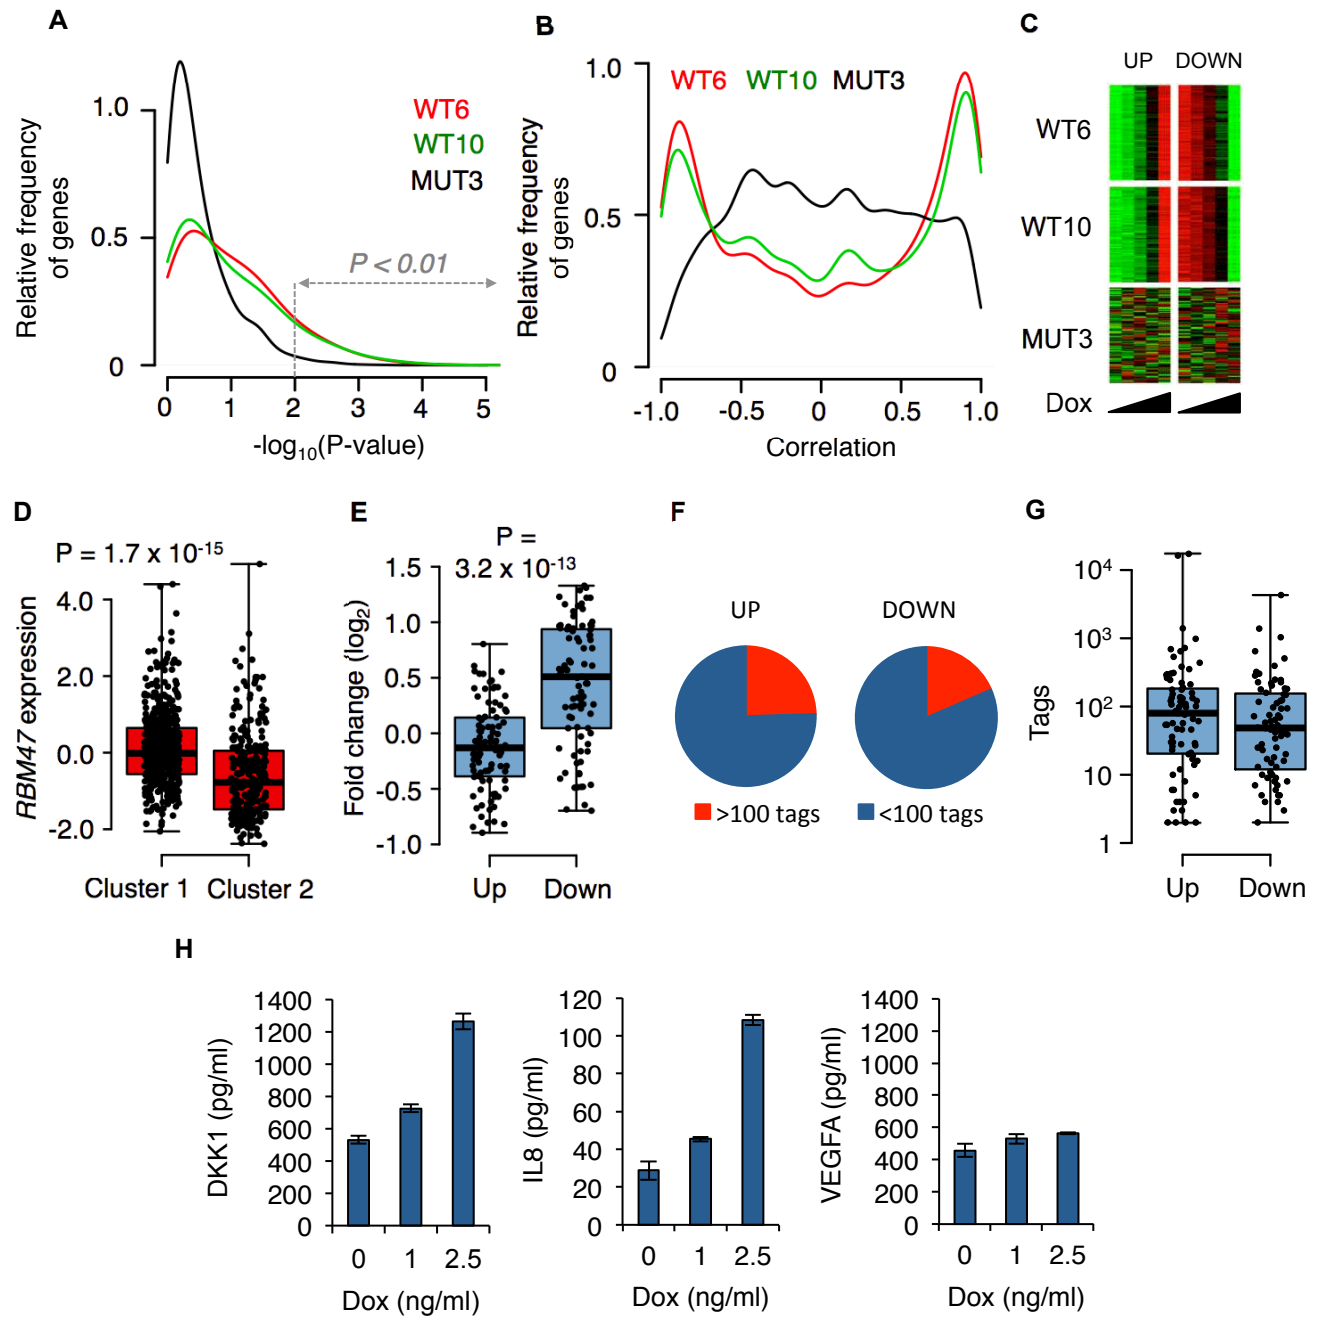 A
Relative frequency
of genes
1.0
0.5
0
WT6
WT10
MUT3
P < 0.01
0 1 2 3 4 5
-log10(P-value)
B
Relative frequency
of genes
1.0
0.5
0
WT6 WT10 MUT3
-1.0 -0.5 0 0.5 1.0
Correlation
C
UP DOWN
WT6
WT10
MUT3
Dox
D
P = 1.7 x 10-15
RBM47 expression
4.0
2.0
0.0
-2.0
Cluster 1 Cluster 2
E
P =
3.2 x 10-13
Fold change (log2)
1.5
1.0
0.5
0.0
-0.5
-1.0
Up Down
F
UP DOWN
>100 tags <100 tags
G
Tags
104
103
102
10
1
Up Down
H
DKK1 (pg/ml)
1400
1200
1000
800
600
400
200
0
0 1 2.5
Dox (ng/ml)
IL8 (pg/ml)
120
100
80
60
40
20
0
0 1 2.5
Dox (ng/ml)
VEGFA (pg/ml)
1400
1200
1000
800
600
400
200
0
0 1 2.5
Dox (ng/ml)